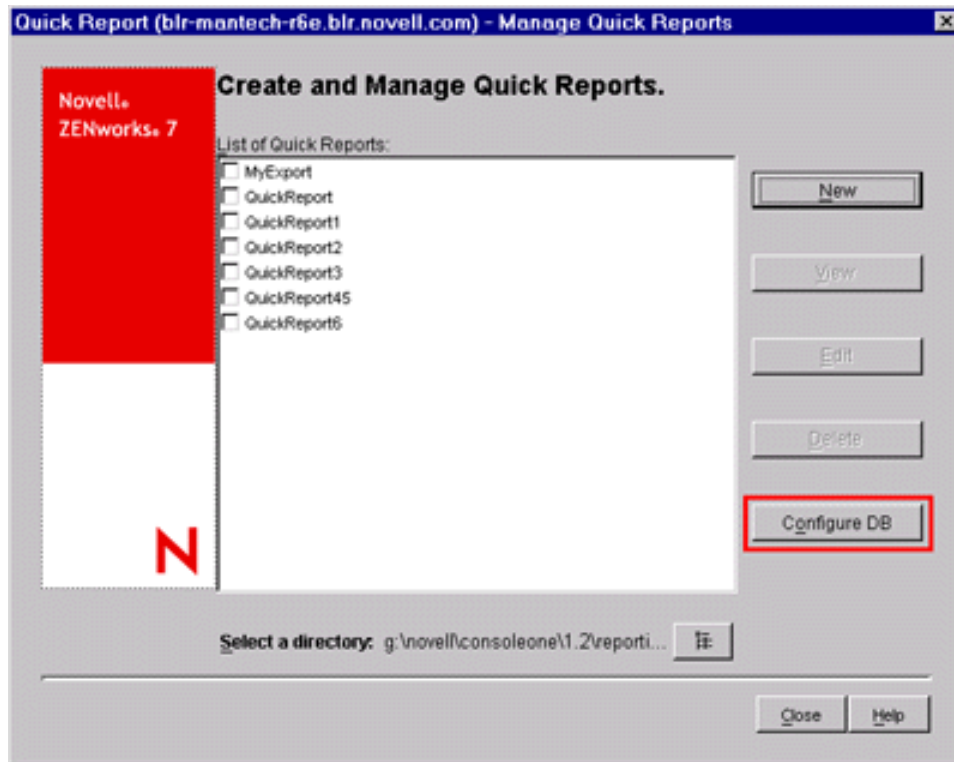 Quick Report (blr-mantech-r6e.blr.novell.com) - Manage Quick Reports
Novell®
ZENworks® 7
Create and Manage Quick Reports.
List of Quick Reports:
MyExport
QuickReport
QuickReport1
QuickReport2
QuickReport3
QuickReport45
QuickReport6
New
View
Edit
Delete
Configure DB
N
Select a directory: g:\novell\consoleone\1.2\reporti...
Close
Help